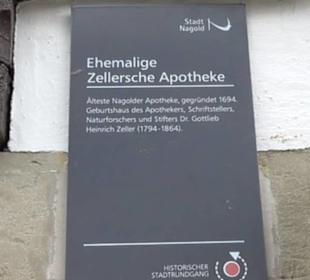 Stadt
Nagold
Ehemalige
Zellersche Apotheke
Älteste Nagolder Apotheke, gegründet 1694.
Geburtshaus des Apothekers, Schriftstellers,
Naturforschers und Stifters Dr. Gottlieb
Heinrich Zeller (1794-1864).
HISTORISCHER
STADTRUNDGANG